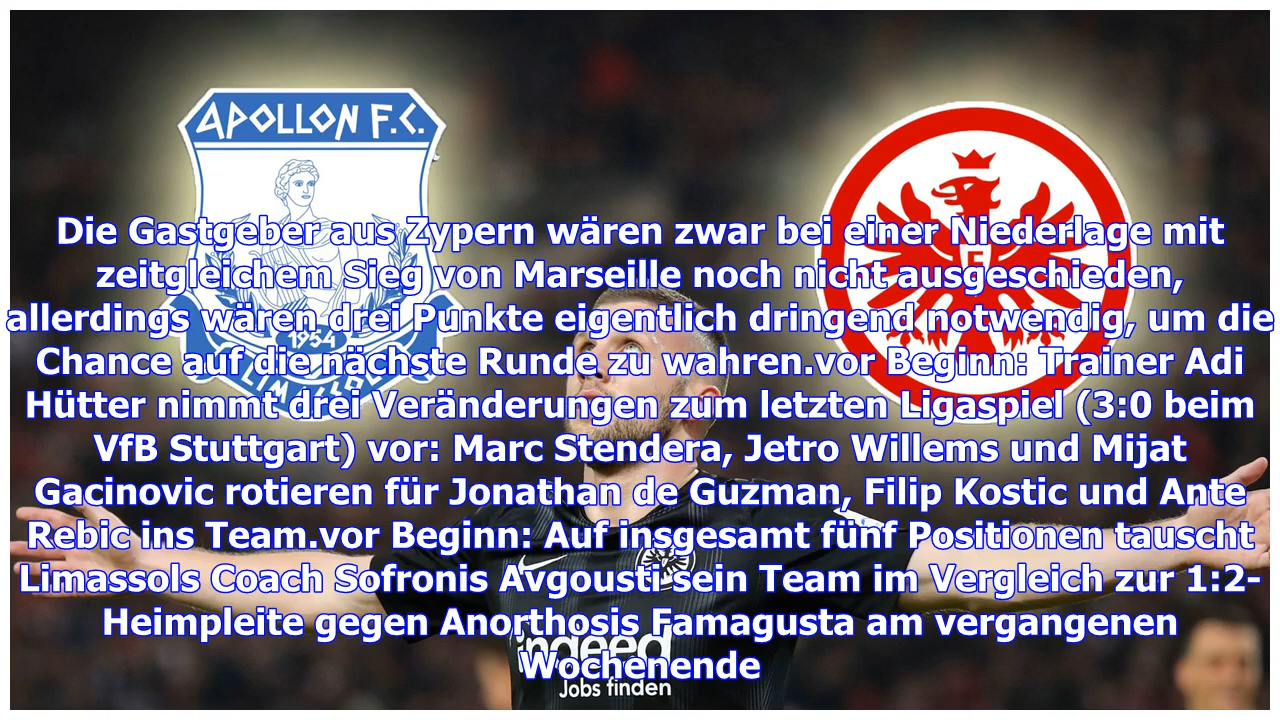 APOLLON F.C.
Die Gastgeber aus Zypern wären zwar bei einer Niederlage mit
zeitgleichem Sieg von Marseille noch nicht ausgeschieden,
allerdings wären drei Punkte eigentlich dringend notwendig, um die
1954
Chance auf die nächste Runde zu wahren.vor Beginn: Trainer Adi
Hütter nimmt drei Veränderungen zum letzten Ligaspiel (3:0 beim
VfB Stuttgart) vor: Marc Stendera, Jetro Willems und Mijat
Gacinovic rotieren für Jonathan de Guzman, Filip Kostic und Ante
Rebic ins Team.vor Beginn: Auf insgesamt fünf Positionen tauscht
Limassols Coach Sofronis Avgousti sein Team im Vergleich zur 1:2-
Heimpleite gegen Anorthosis Famagusta am vergangenen
Wochenende
indeed
Jobs finden